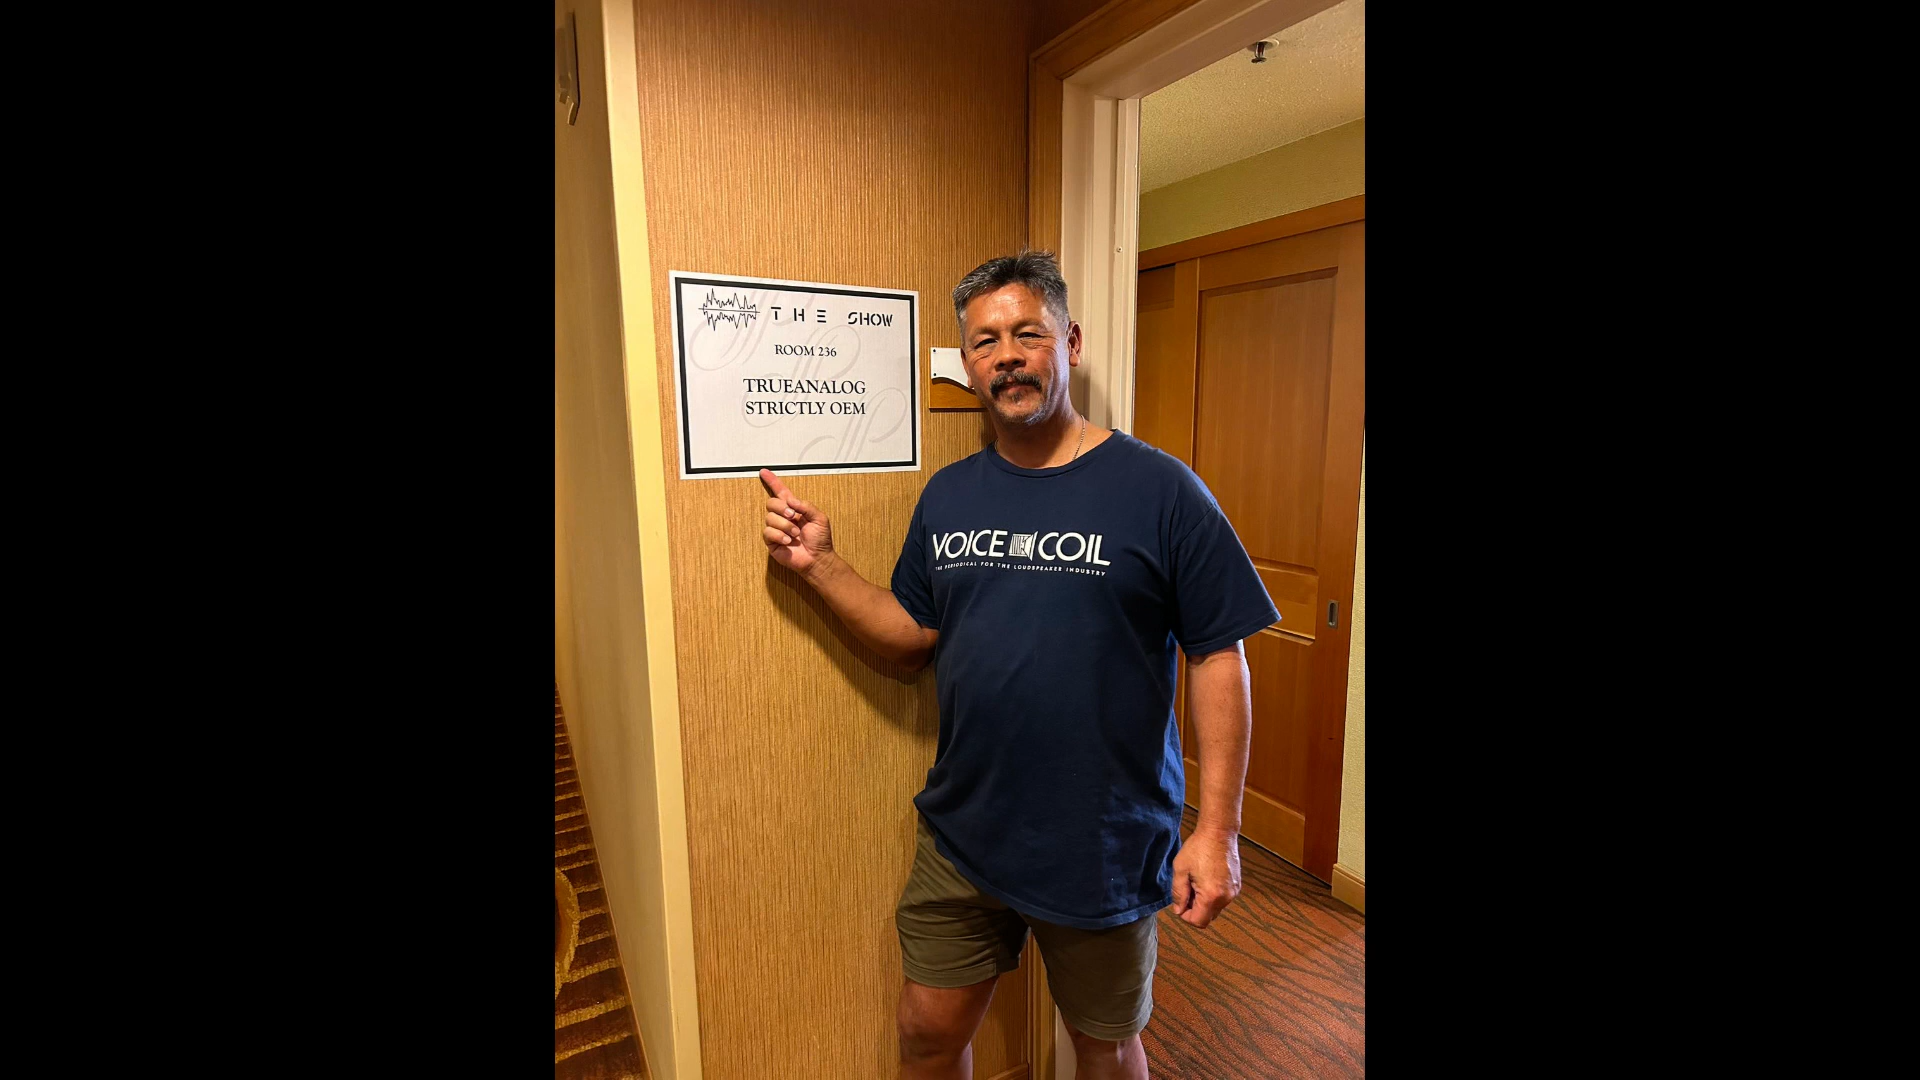 THE SHOW
ROOM 236
TRUEANALOG
STRICTLY OEM
VOICE COIL
THE PERIODICAL FOR THE LOUDSPEAKER INDUSTRY